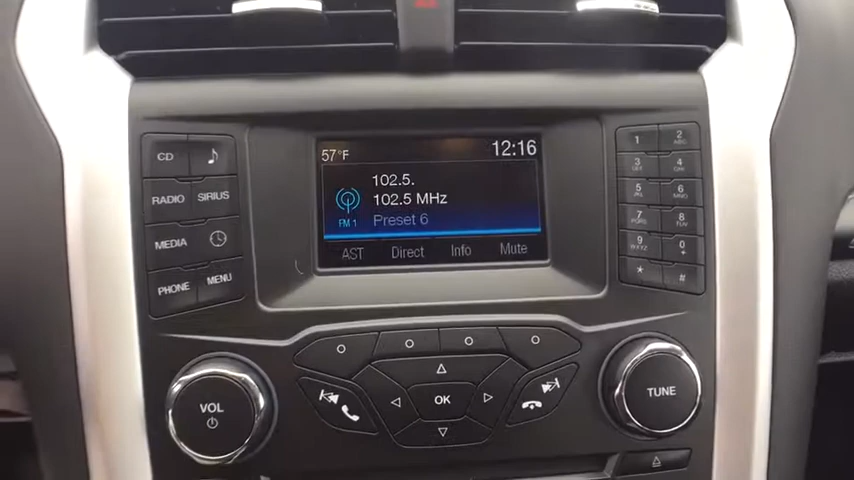 57°F 12:16
102.5.
102.5 MHz
FM 1 Preset 6
AST Direct Info Mute
CD
RADIO SIRIUS
MEDIA
PHONE MENU
1 2 ABC
3 4 GHI
5 JKL 6 MNO
7 PQRS 8 TUV
9 WXYZ 0 +
* #
VOL
OK
TUNE